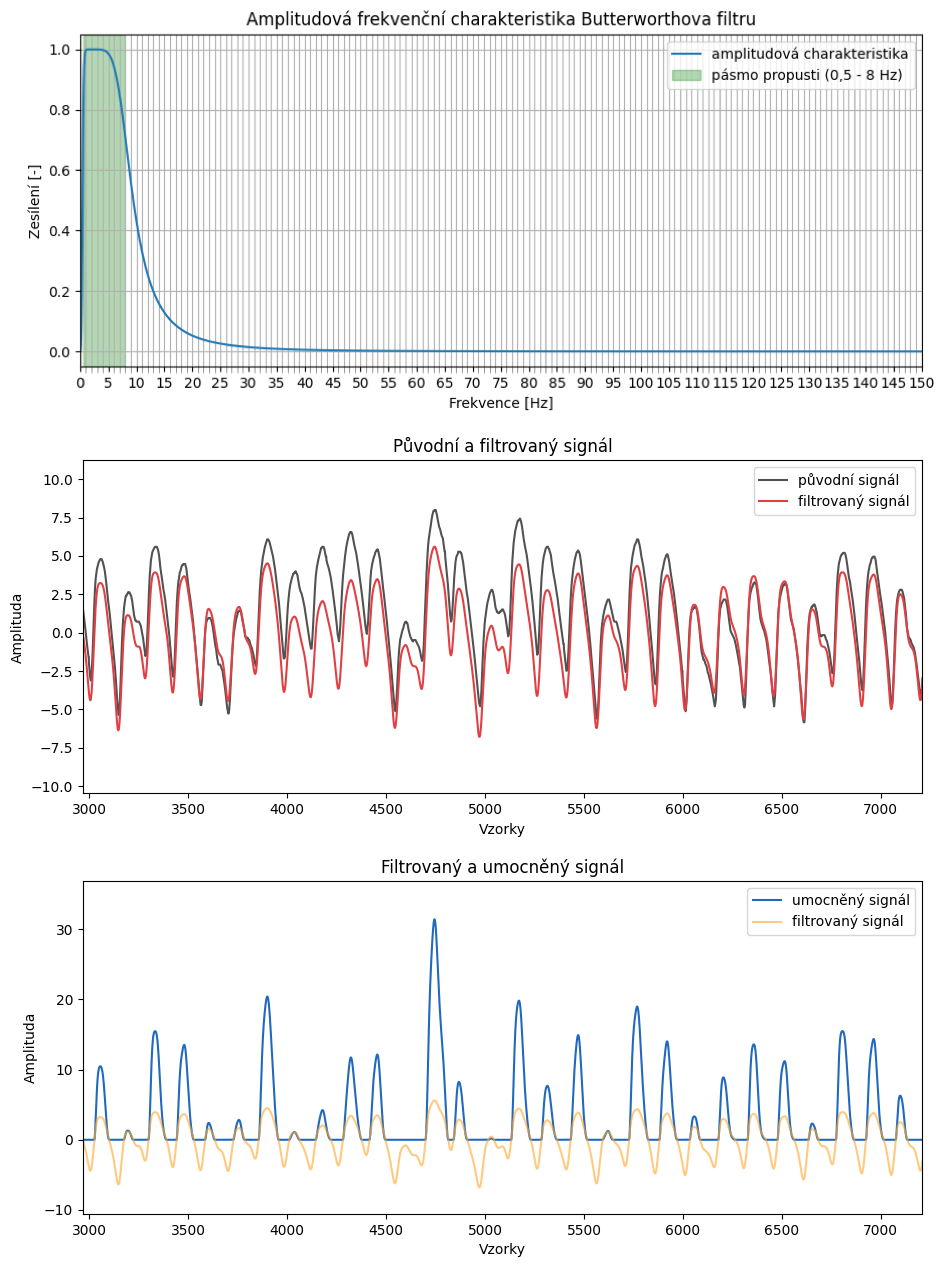 Amplitudová frekvenční charakteristika Butterworthova filtru
amplitudová charakteristika
pásmo propusti (0,5 - 8 Hz)
Zesílení [-]
1.0
0.8
0.6
0.4
0.2
0.0
0 5 10 15 20 25 30 35 40 45 50 55 60 65 70 75 80 85 90 95 100 105 110 115 120 125 130 135 140 145 150
Frekvence [Hz]
Původní a filtrovaný signál
původní signál
filtrovaný signál
Amplituda
10.0
7.5
5.0
2.5
0.0
−2.5
−5.0
−7.5
−10.0
3000 3500 4000 4500 5000 5500 6000 6500 7000
Vzorky
Filtrovaný a umocněný signál
umocněný signál
filtrovaný signál
Amplituda
30
20
10
0
−10
3000 3500 4000 4500 5000 5500 6000 6500 7000
Vzorky